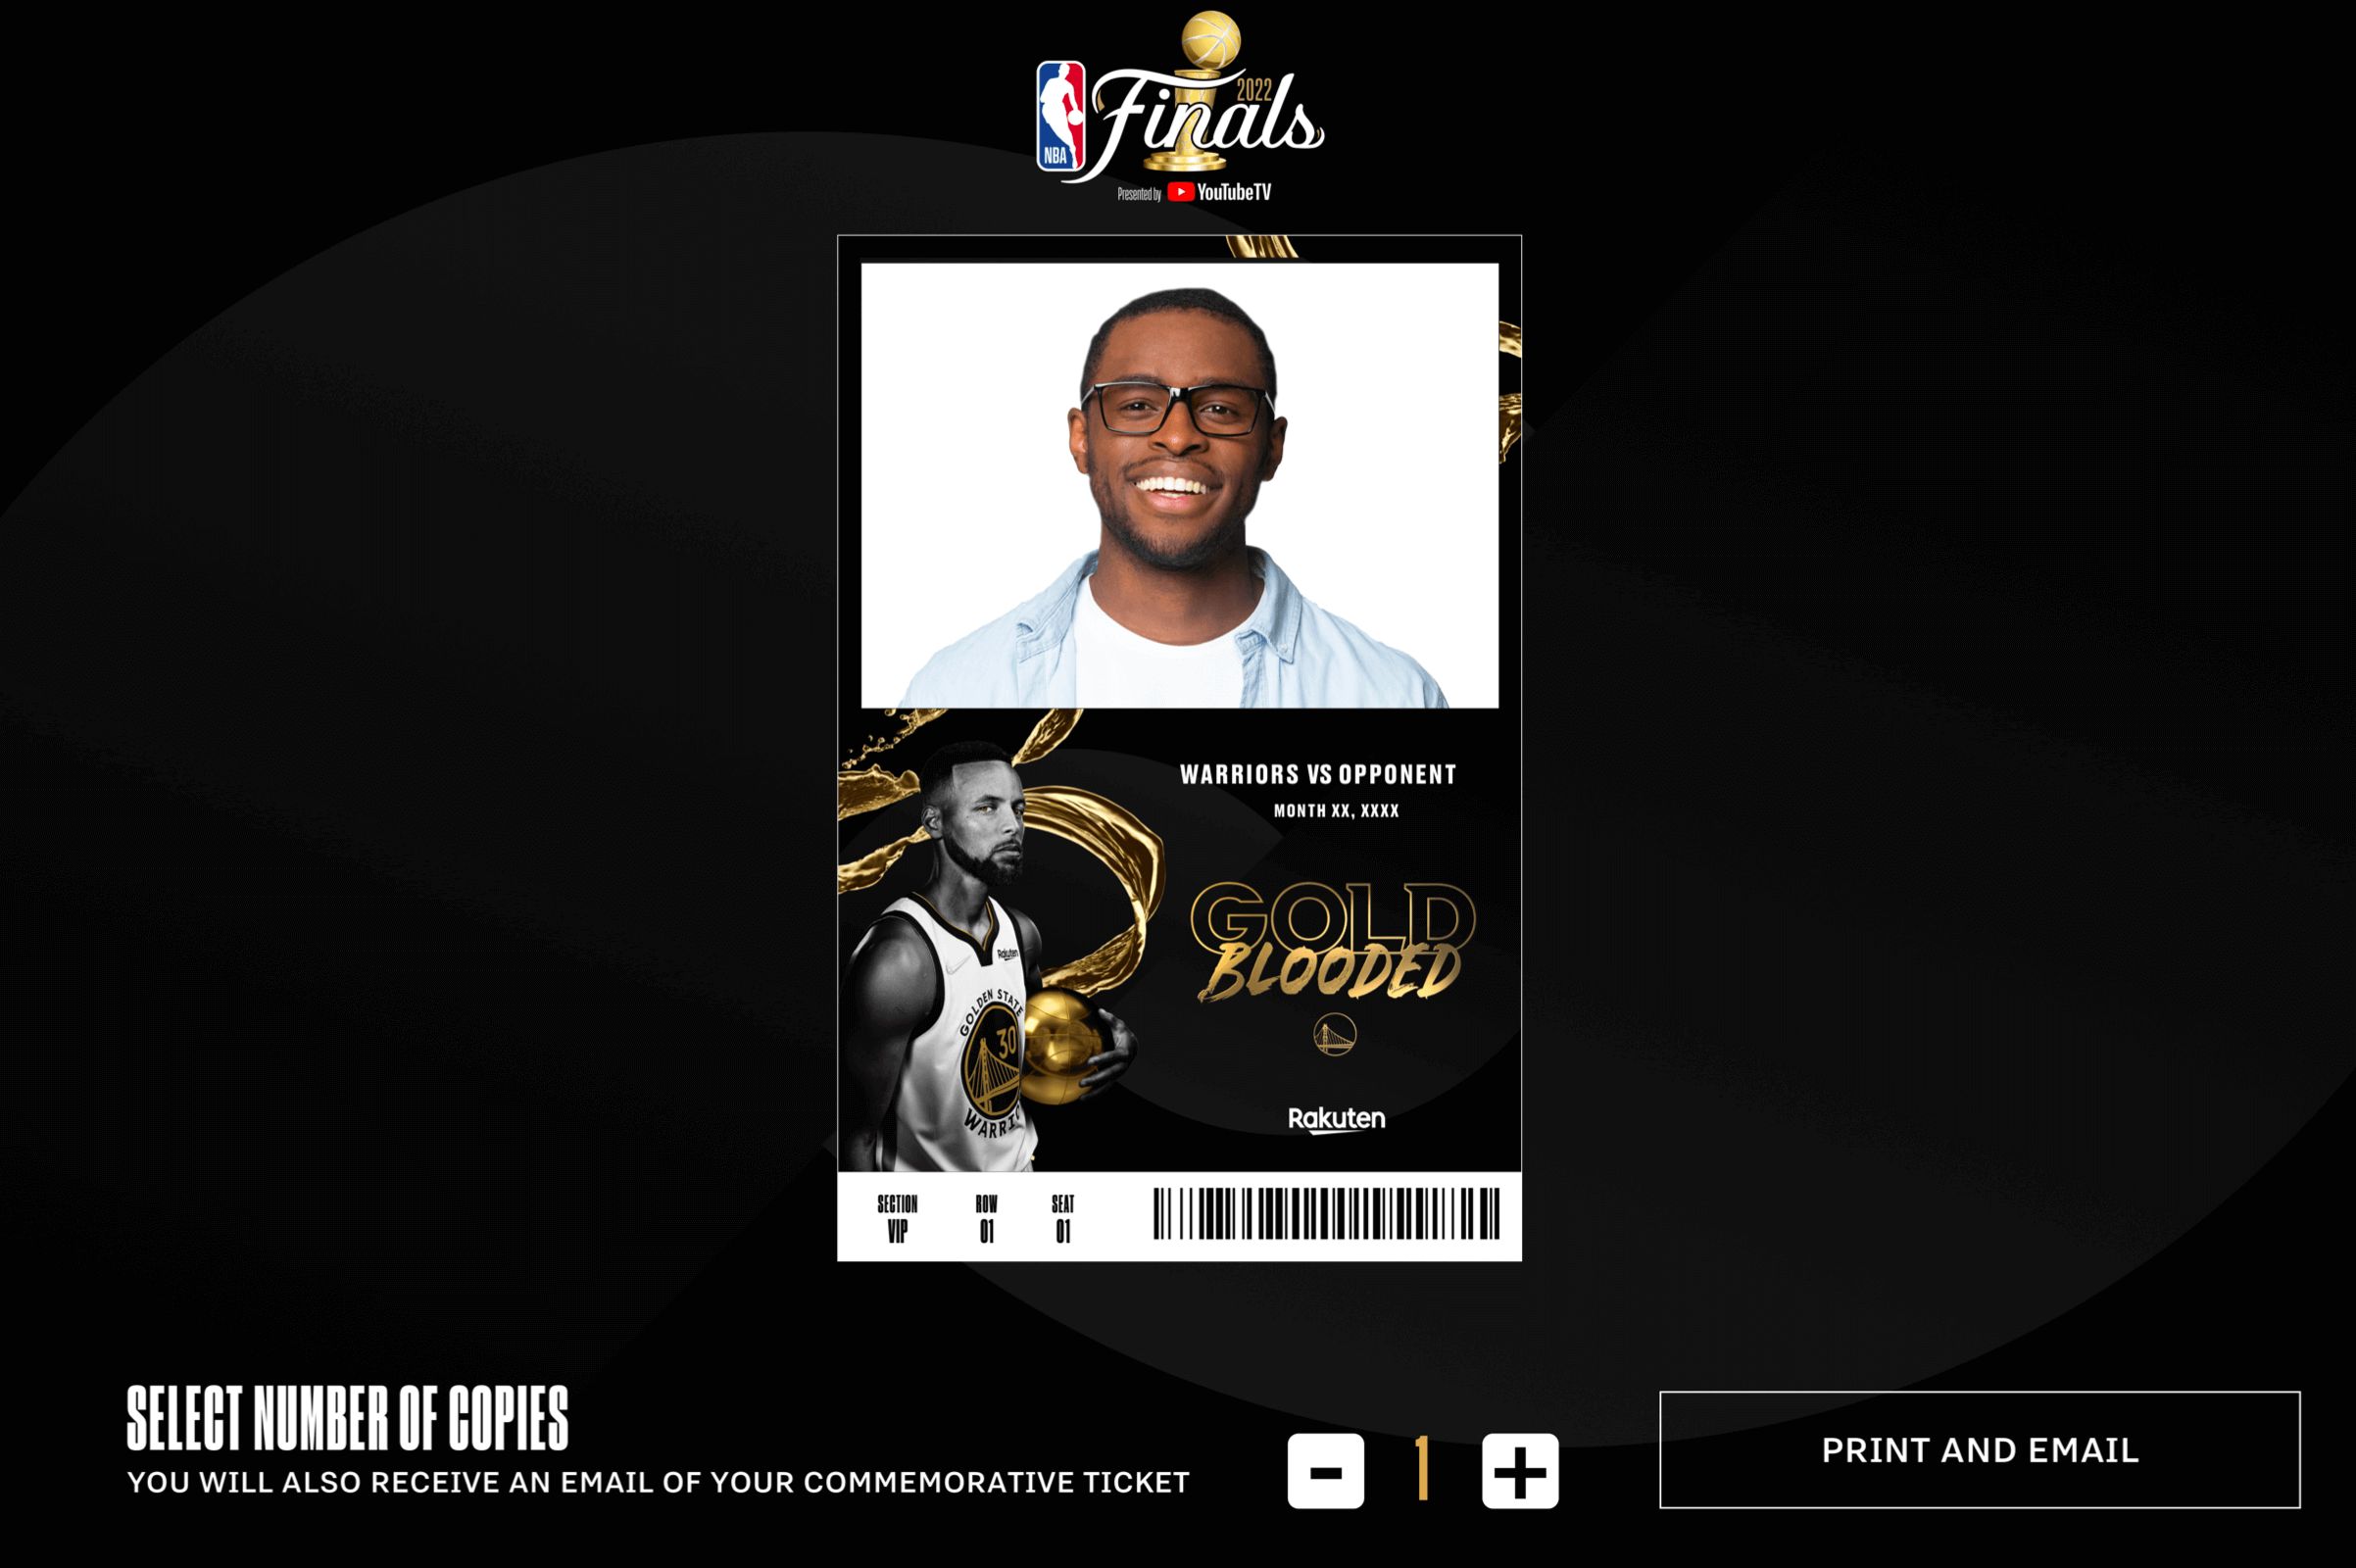 2022
Finals
NBA
Presented by YouTubeTV
WARRIORS VS OPPONENT
MONTH XX, XXXX
GOLD
BLOODED
Rakuten
GOLDEN STATE
30
WARRIO
Rakuten
SECTION ROW SEAT
VIP 01 01
SELECT NUMBER OF COPIES
YOU WILL ALSO RECEIVE AN EMAIL OF YOUR COMMEMORATIVE TICKET
- 1 +
PRINT AND EMAIL